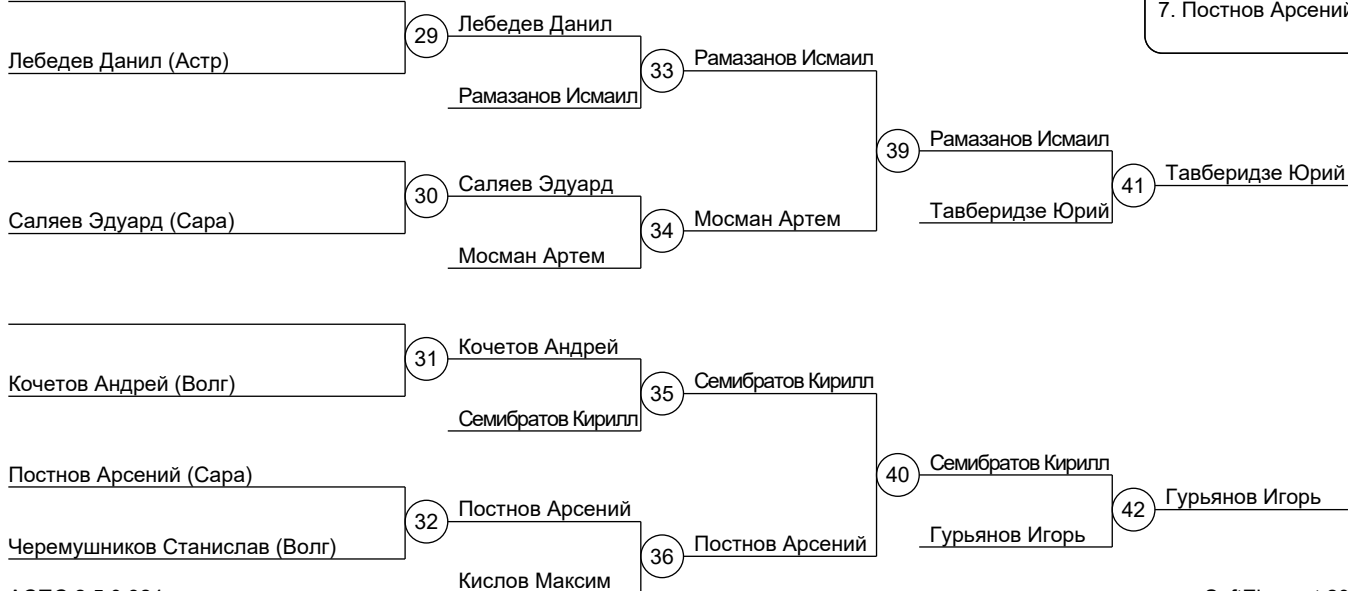 7. Постнов Арсений
29
Лебедев Данил
Лебедев Данил (Астр)
33
Рамазанов Исмаил
Рамазанов Исмаил
39
Рамазанов Исмаил
30
Саляев Эдуард
41
Тавберидзе Юрий
Саляев Эдуард (Сара)
34
Мосман Артем
Тавберидзе Юрий
Мосман Артем
31
Кочетов Андрей
Кочетов Андрей (Волг)
35
Семибратов Кирилл
Семибратов Кирилл
Постнов Арсений (Сара)
40
Семибратов Кирилл
32
Постнов Арсений
42
Гурьянов Игорь
Черемушников Станислав (Волг)
36
Постнов Арсений
Гурьянов Игорь
Кислов Максим